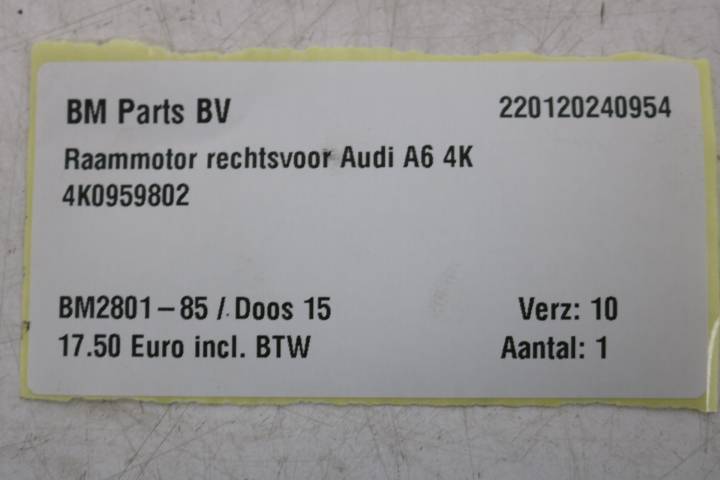 BM Parts BV 220120240954
Raammotor rechtsvoor Audi A6 4K
4K0959802
BM2801-85 / Doos 15 Verz: 10
17.50 Euro incl. BTW Aantal: 1